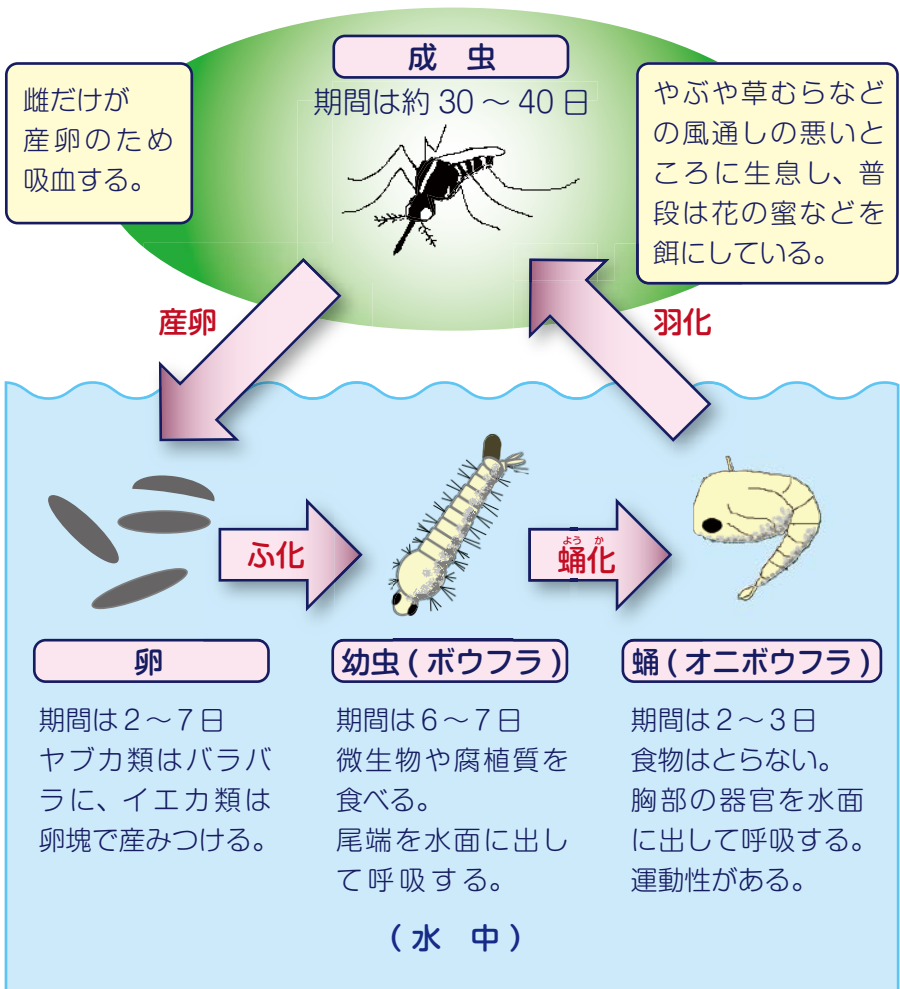 成 虫
期間は約 30 ～ 40 日
雌だけが
産卵のため
吸血する。
やぶや草むらなど
の風通しの悪いと
ころに生息し、普
段は花の蜜などを
餌にしている。
産卵
羽化
ふ化
よう か
蛹化
卵
期間は２～７日
ヤブカ類はバラバ
ラに、イエカ類は
卵塊で産みつける。
幼虫 ( ボウフラ )
期間は６～７日
微生物や腐植質を
食べる。
尾端を水面に出し
て呼吸する。
蛹 ( オニボウフラ )
期間は２～３日
食物はとらない。
胸部の器官を水面
に出して呼吸する。
運動性がある。
( 水 中 )